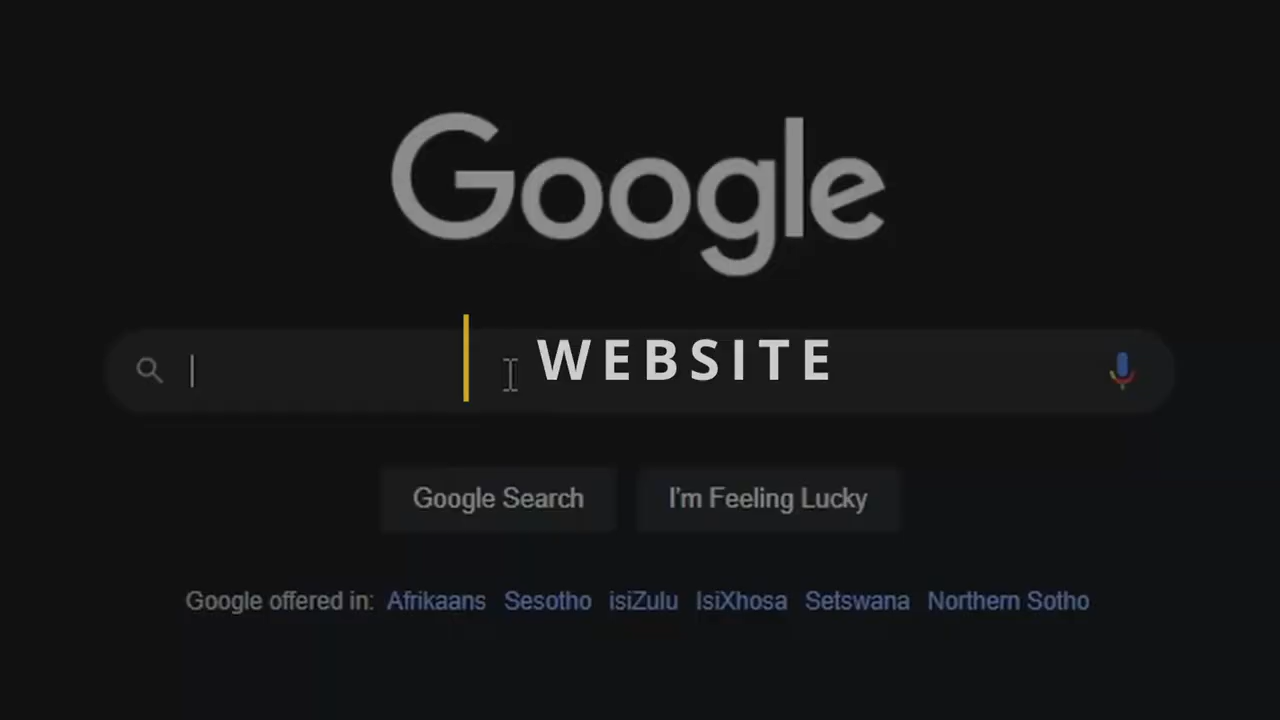 Google
WEBSITE
Google Search I'm Feeling Lucky
Google offered in: Afrikaans Sesotho isiZulu IsiXhosa Setswana Northern Sotho